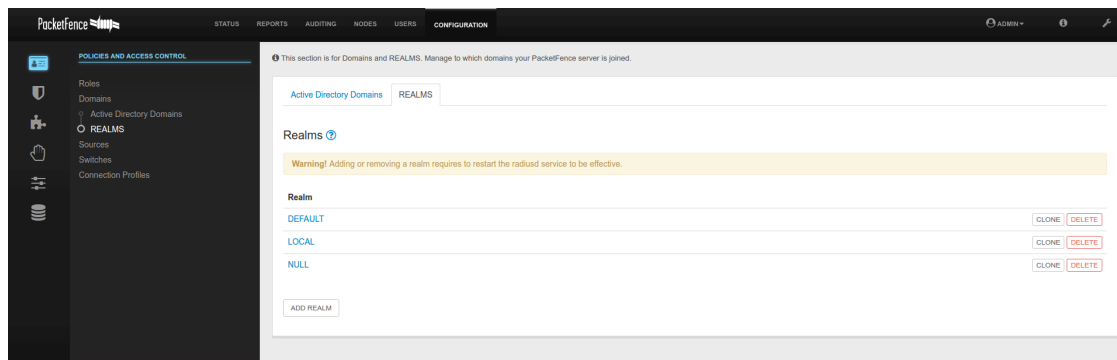 PacketFence
STATUS REPORTS AUDITING NODES USERS CONFIGURATION ADMIN
POLICIES AND ACCESS CONTROL
Roles
Domains
Active Directory Domains
REALMS
Sources
Switches
Connection Profiles
This section is for Domains and REALMS. Manage to which domains your PacketFence server is joined.
Active Directory Domains REALMS
Realms
Warning! Adding or removing a realm requires to restart the radiusd service to be effective.
Realm
DEFAULT CLONE DELETE
LOCAL CLONE DELETE
NULL CLONE DELETE
ADD REALM